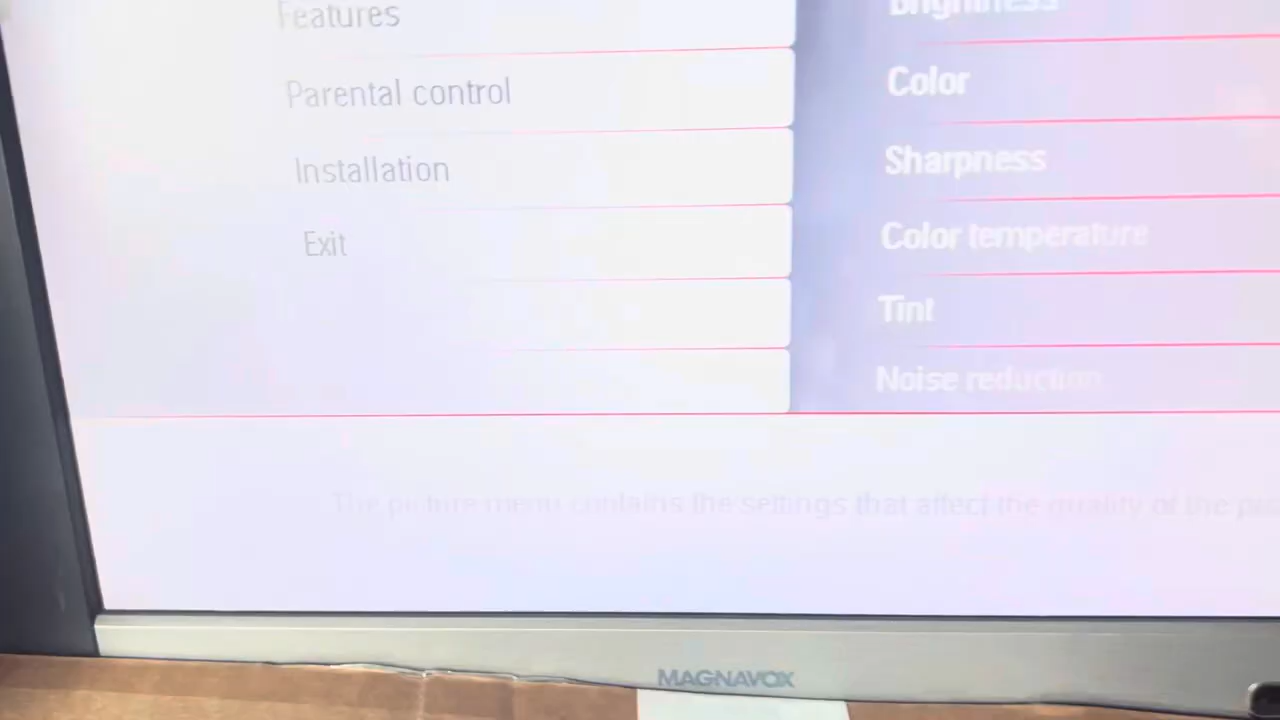 Features
Parental control
Installation
Exit
Brightness
Color
Sharpness
Color temperature
Tint
Noise reduction
The picture menu contains the settings that affect the quality of the
MAGNAVOX